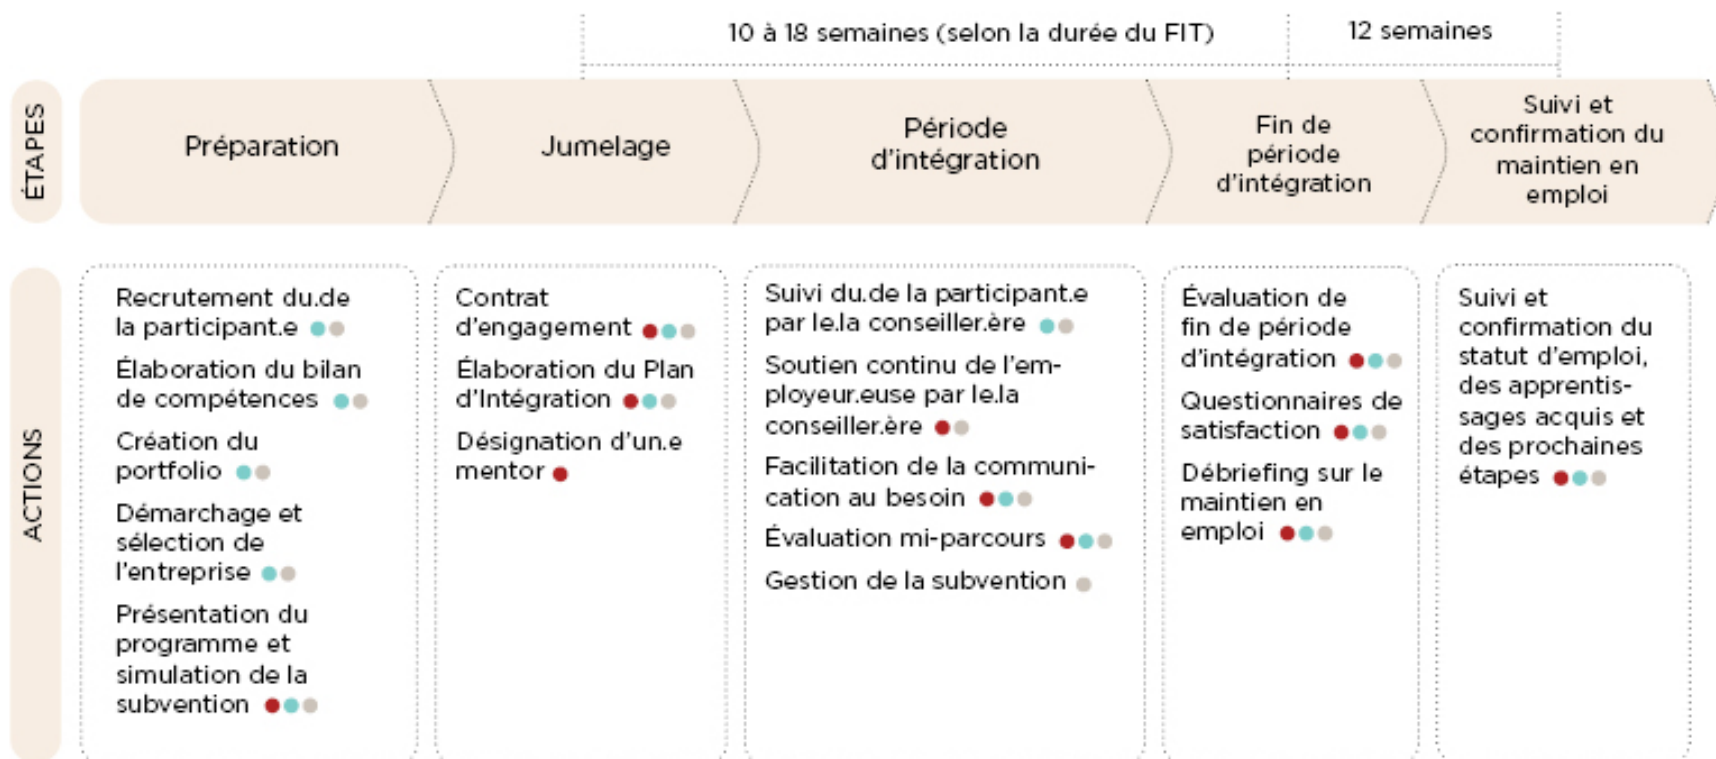 10 à 18 semaines (selon la durée du FIT)
12 semaines
ÉTAPES
Préparation
Jumelage
Période
d'intégration
Fin de
période
d'intégration
Suivi et
confirmation du
maintien en
emploi
ACTIONS
Recrutement du.de
la participant.e
Élaboration du bilan
de compétences
Création du
portfolio
Démarchage et
sélection de
l'entreprise
Présentation du
programme et
simulation de la
subvention
Contrat
d'engagement
Élaboration du Plan
d'Intégration
Désignation d'un.e
mentor
Suivi du.de la participant.e
par le.la conseiller.ère
Soutien continu de l'em-
ployeur.euse par le.la
conseiller.ère
Facilitation de la communi-
cation au besoin
Évaluation mi-parcours
Gestion de la subvention
Évaluation de
fin de période
d'intégration
Questionnaires de
satisfaction
Débriefing sur le
maintien en
emploi
Suivi et
confirmation du
statut d'emploi,
des apprentis-
sages acquis et
des prochaines
étapes